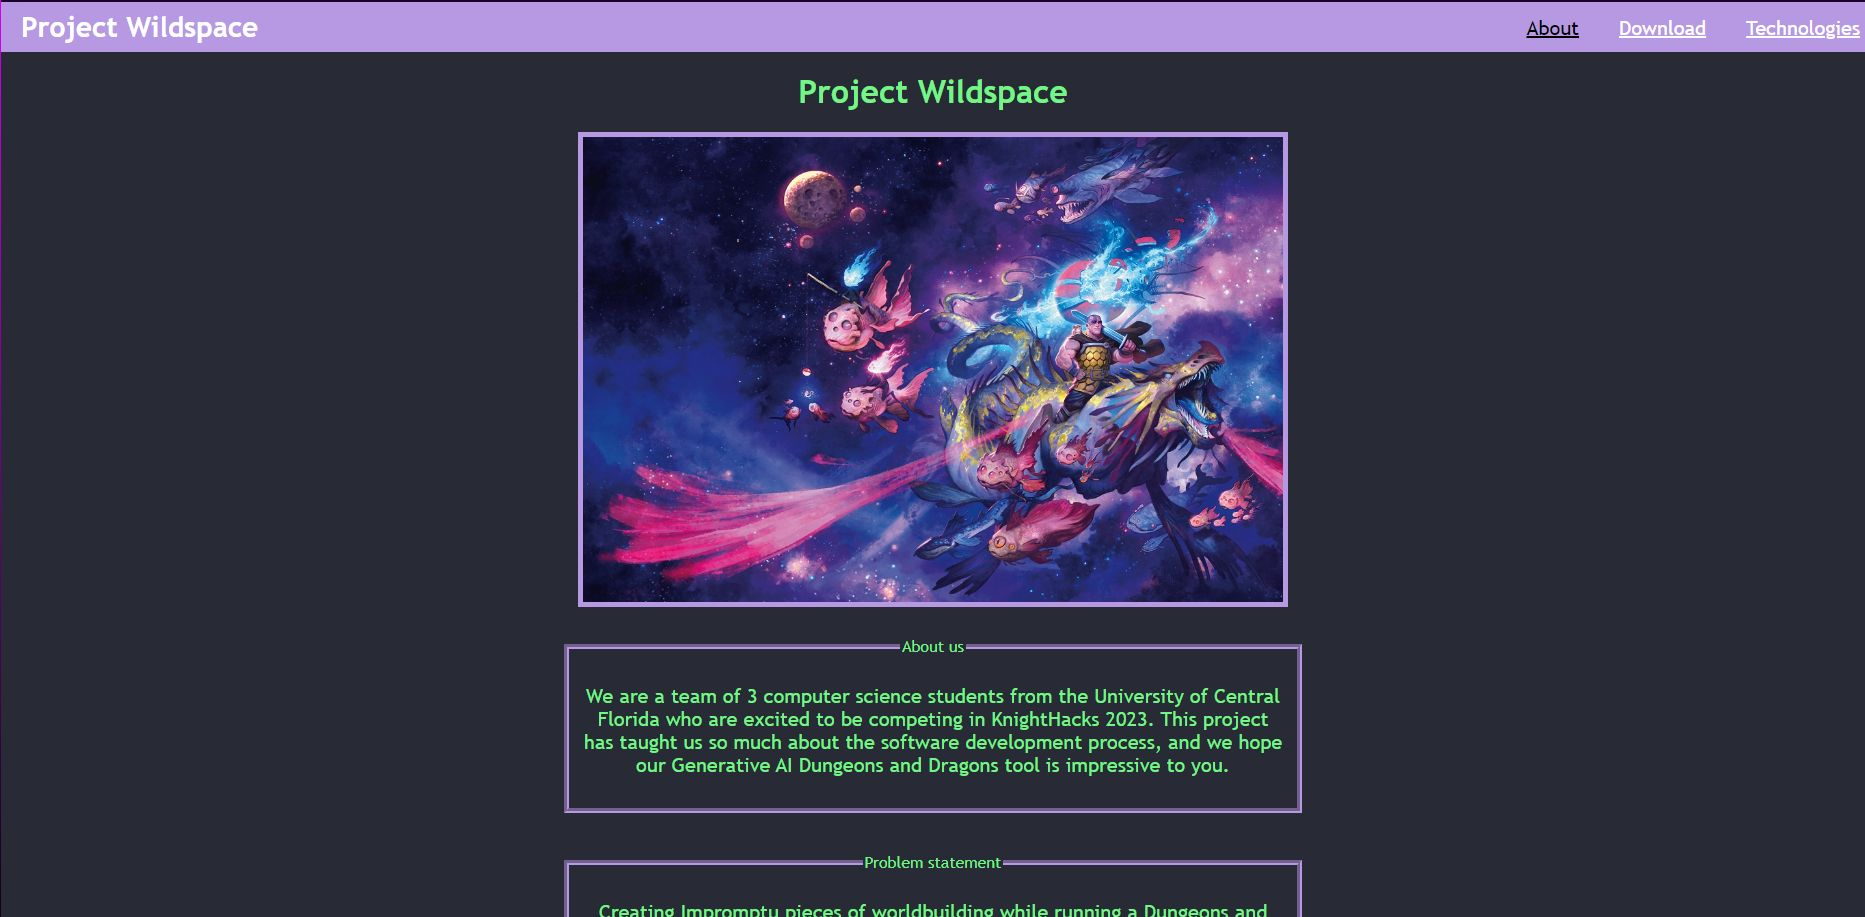 Project Wildspace
About Download Technologies
Project Wildspace
About us
We are a team of 3 computer science students from the University of Central
Florida who are excited to be competing in KnightHacks 2023. This project
has taught us so much about the software development process, and we hope
our Generative AI Dungeons and Dragons tool is impressive to you.
Problem statement
Creating Impromptu pieces of worldbuilding while running a Dungeons and